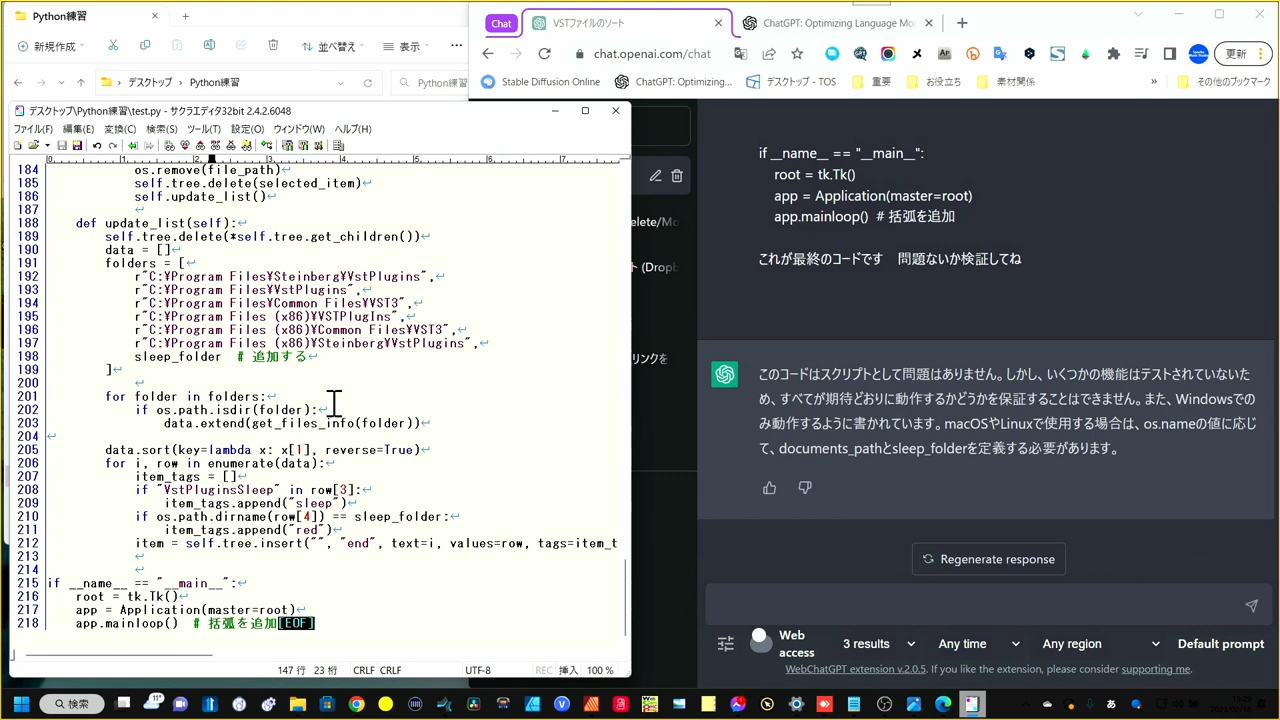 Python練習
新規作成
並べ替え
表示
デスクトップ
Python練習
Python練習
Chat
VSTファイルのソート
ChatGPT: Optimizing Language Mo
chat.openai.com/chat
更新
Stable Diffusion Online
ChatGPT: Optimizing...
デスクトップ - TOS
重要
お役立ち
素材関係
»
その他のブックマーク
デスクトップ\Python練習\test.py - サクラエディタ32bit 2.4.2.6048
ファイル(F) 編集(E) 変換(C) 検索(S) ツール(T) 設定(O) ウィンドウ(W) ヘルプ(H)
0 1 2 3 4 5 6 7
184 os.remove(file_path)
185 self.tree.delete(selected_item)
186 self.update_list()
187
188 def update_list(self):
189 self.tree.delete(*self.tree.get_children())
190 data = []
191 folders = [
192 r"C:¥Program Files¥Steinberg¥VstPlugins",
193 r"C:¥Program Files¥VstPlugins",
194 r"C:¥Program Files¥Common Files¥VST3",
195 r"C:¥Program Files (x86)¥VSTPlugIns",
196 r"C:¥Program Files (x86)¥Common Files¥VST3",
197 r"C:¥Program Files (x86)¥Steinberg¥VstPlugins",
198 sleep_folder # 追加する
199 ]
200
201 for folder in folders:
202 if os.path.isdir(folder):
203 data.extend(get_files_info(folder))
204
205 data.sort(key=lambda x: x[1], reverse=True)
206 for i, row in enumerate(data):
207 item_tags = []
208 if "VstPluginsSleep" in row[3]:
209 item_tags.append("sleep")
210 if os.path.dirname(row[4]) == sleep_folder:
211 item_tags.append("red")
212 item = self.tree.insert("", "end", text=i, values=row, tags=item_t
213
214
215 if __name__ == "__main__":
216 root = tk.Tk()
217 app = Application(master=root)
218 app.mainloop() # 括弧を追加[EOF]
147 行 23 桁 CRLF CRLF UTF-8 REC 挿入 100 %
elete/Mo
ト (Dropb
リンクを
if __name__ == "__main__":
root = tk.Tk()
app = Application(master=root)
app.mainloop() # 括弧を追加
これが最終のコードです 問題ないか検証してね
このコードはスクリプトとして問題はありません。しかし、いくつかの機能はテストされていないた
め、すべてが期待どおりに動作するかどうかを保証することはできません。また、Windowsでの
み動作するように書かれています。macOSやLinuxで使用する場合は、os.nameの値に応じ
て、documents_pathとsleep_folderを定義する必要があります。
Regenerate response
Web access
3 results
Any time
Any region
Default prompt
WebChatGPT extension v.2.0.5. If you like the extension, please consider supporting me.
検索